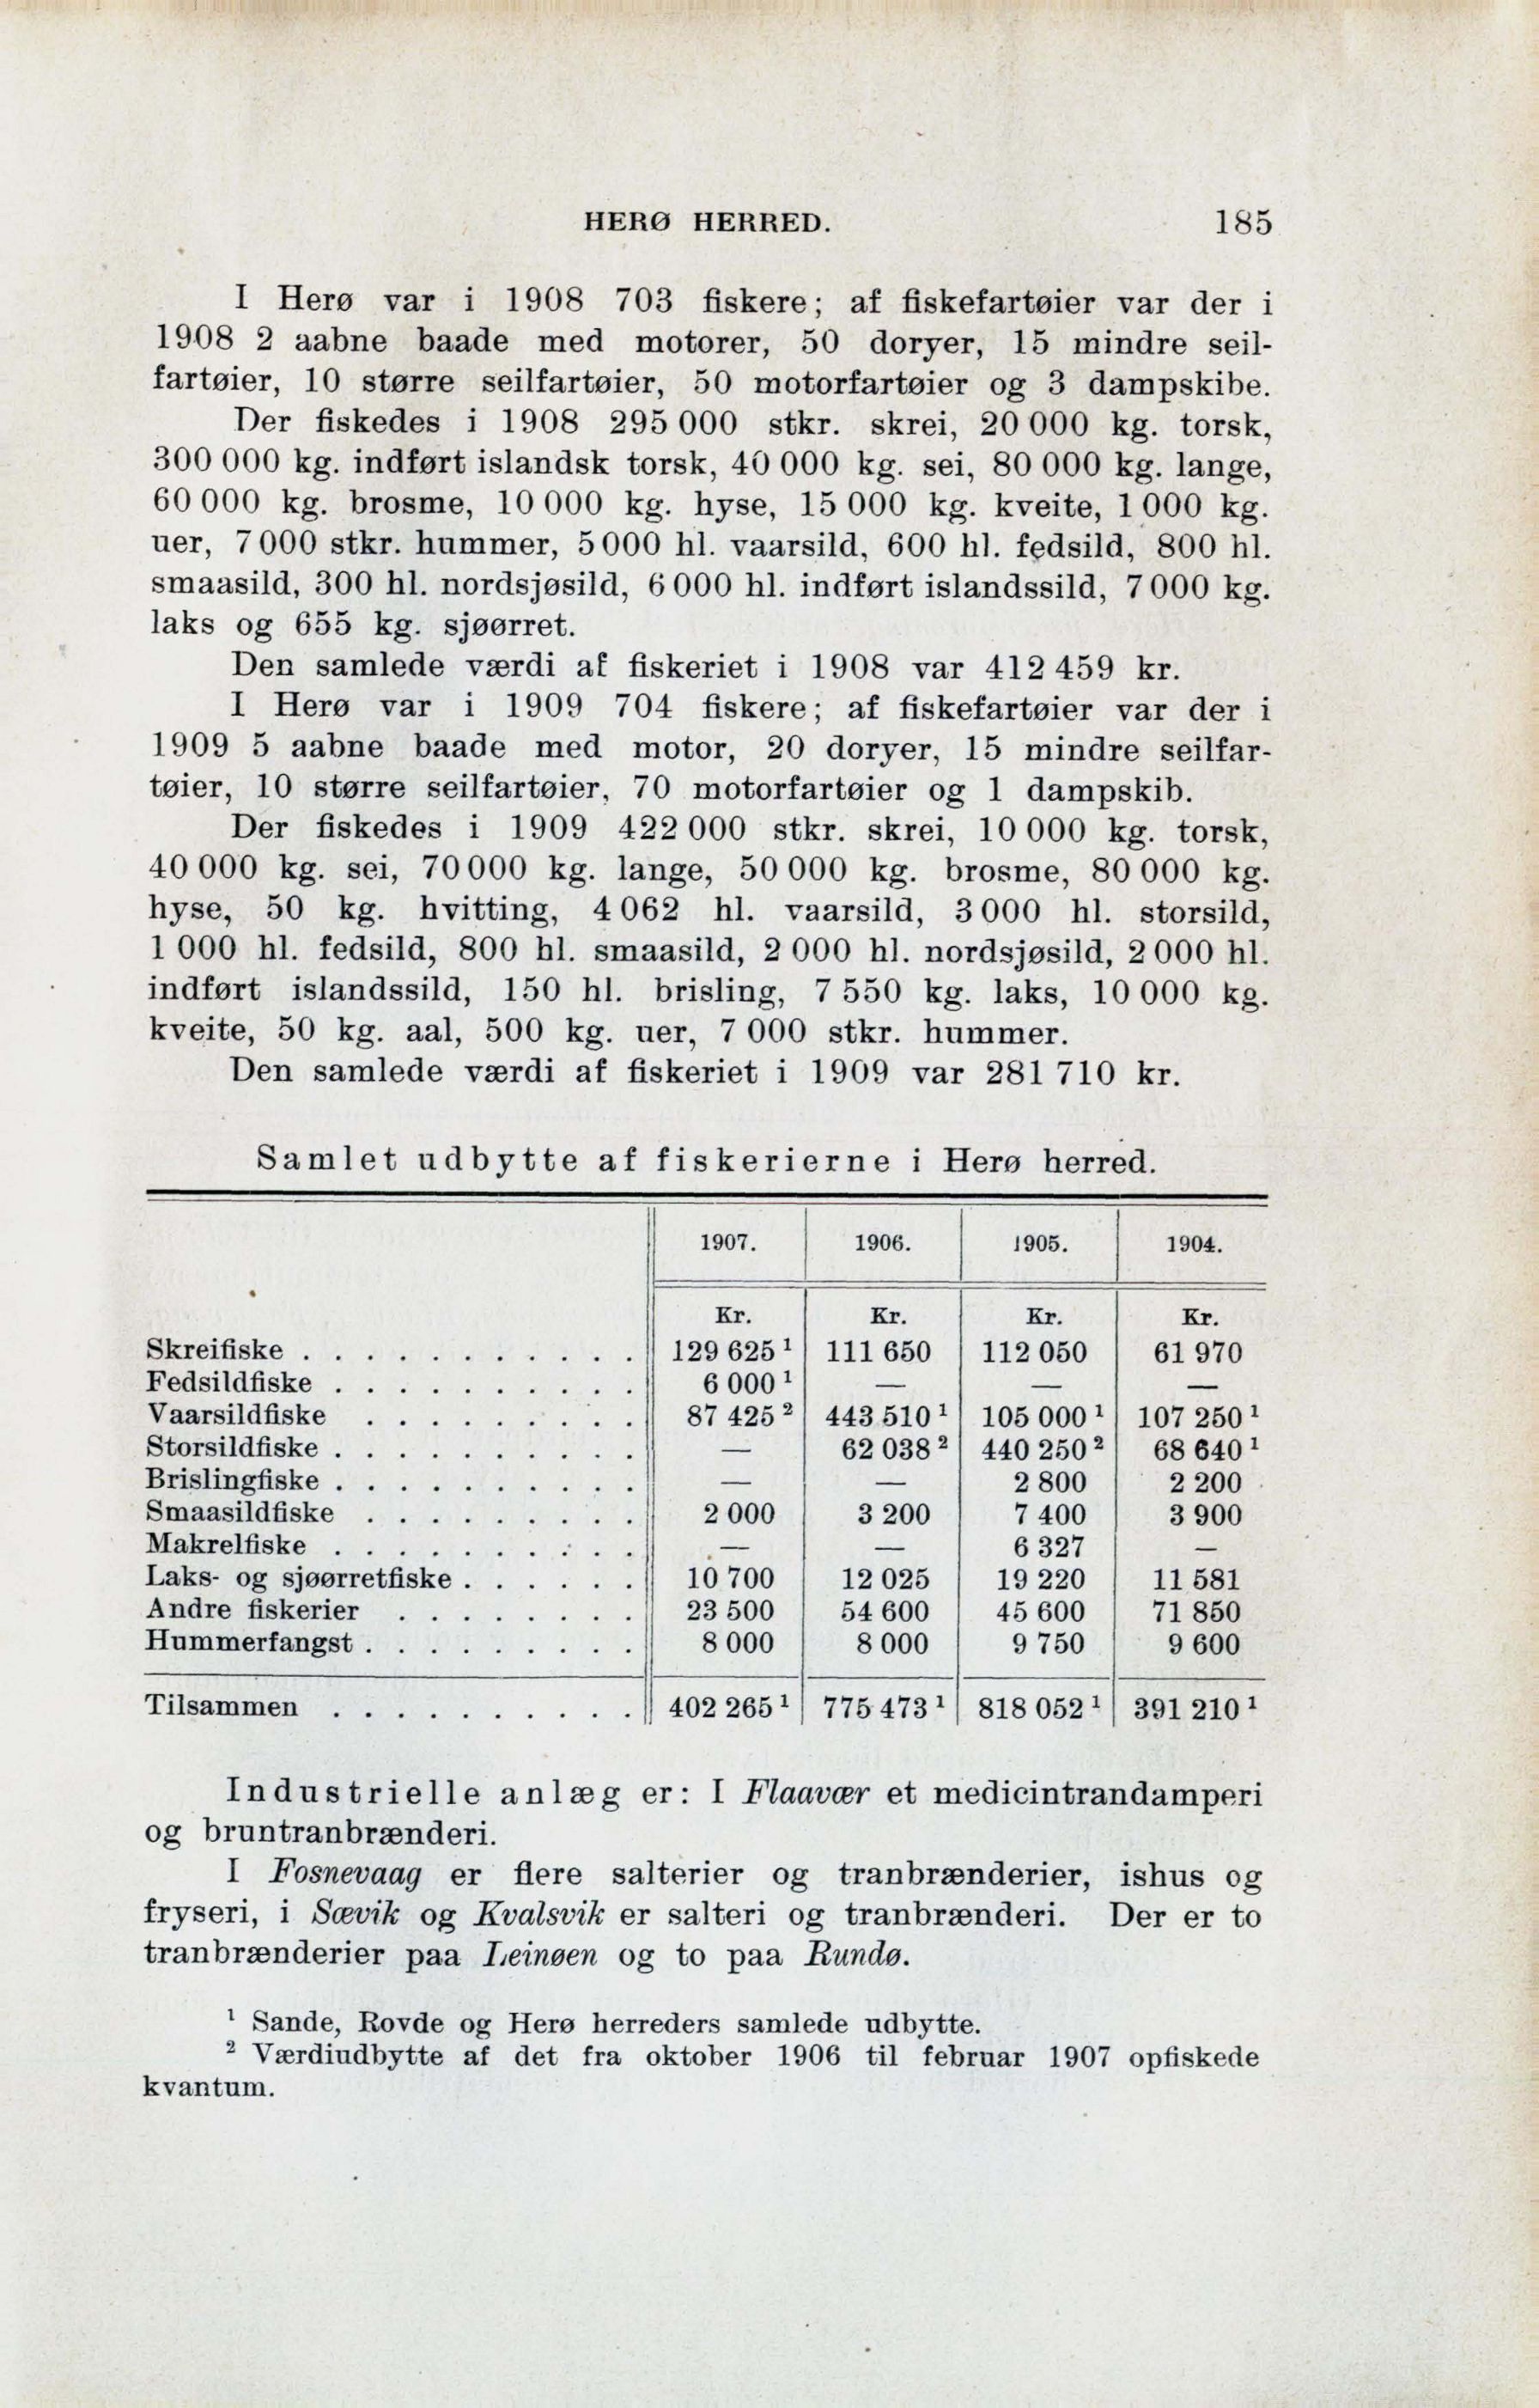 HERØ HERRED. 185
I Herø var i 1908 703 fiskere; af fiskefartøier var der i
1908 2 aabne baade med motorer, 50 doryer, 15 mindre seil-
fartøier, 10 større seilfartøier, 50 motorfartøier og 3 dampskibe.
Der fiskedes i 1908 295 000 stkr. skrei, 20 000 kg. torsk,
300 000 kg. indført islandsk torsk, 40 000 kg. sei, 80 000 kg. lange,
60 000 kg. brosme, 10 000 kg. hyse, 15 000 kg. kveite, 1 000 kg.
uer, 7 000 stkr. hummer, 5 000 hl. vaarsild, 600 hl. fedsild, 800 hl.
smaasild, 300 hl. nordsjøsild, 6 000 hl. indført islandssild, 7 000 kg.
laks og 655 kg. sjøørret.
Den samlede værdi af fiskeriet i 1908 var 412 459 kr.
I Herø var i 1909 704 fiskere; af fiskefartøier var der i
1909 5 aabne baade med motor, 20 doryer, 15 mindre seilfar-
tøier, 10 større seilfartøier, 70 motorfartøier og 1 dampskib.
Der fiskedes i 1909 422 000 stkr. skrei, 10 000 kg. torsk,
40 000 kg. sei, 70 000 kg. lange, 50 000 kg. brosme, 80 000 kg.
hyse, 50 kg. hvitting, 4 062 hl. vaarsild, 3 000 hl. storsild,
1 000 hl. fedsild, 800 hl. smaasild, 2 000 hl. nordsjøsild, 2 000 hl.
indført islandssild, 150 hl. brisling, 7 550 kg. laks, 10 000 kg.
kveite, 50 kg. aal, 500 kg. uer, 7 000 stkr. hummer.
Den samlede værdi af fiskeriet i 1909 var 281 710 kr.
Samlet udbytte af fiskerierne i Herø herred.
1907. 1906. 1905. 1904.
Kr. Kr. Kr. Kr.
Skreifiske . . . . . . . . . . . 129 625 ¹ 111 650 112 050 61 970
Fedsildfiske . . . . . . . . . . 6 000 ¹ — — —
Vaarsildfiske . . . . . . . . . 87 425 ² 443 510 ¹ 105 000 ¹ 107 250 ¹
Storsildfiske . . . . . . . . . . — 62 038 ² 440 250 ² 68 640 ¹
Brislingfiske . . . . . . . . . . — — 2 800 2 200
Smaasildfiske . . . . . . . . . 2 000 3 200 7 400 3 900
Makrelfiske . . . . . . . . . . — — 6 327 —
Laks- og sjøørretfiske . . . . . . 10 700 12 025 19 220 11 581
Andre fiskerier . . . . . . . . 23 500 54 600 45 600 71 850
Hummerfangst . . . . . . . . . 8 000 8 000 9 750 9 600
Tilsammen . . . . . . . . . . 402 265 ¹ 775 473 ¹ 818 052 ¹ 391 210 ¹
Industrielle anlæg er: I Flaavær et medicintrandamperi
og bruntranbrænderi.
I Fosnevaag er flere salterier og tranbrænderier, ishus og
fryseri, i Sævik og Kvalsvik er salteri og tranbrænderi. Der er to
tranbrænderier paa Leinøen og to paa Rundø.
¹ Sande, Rovde og Herø herreders samlede udbytte.
² Værdiudbytte af det fra oktober 1906 til februar 1907 opfiskede
kvantum.